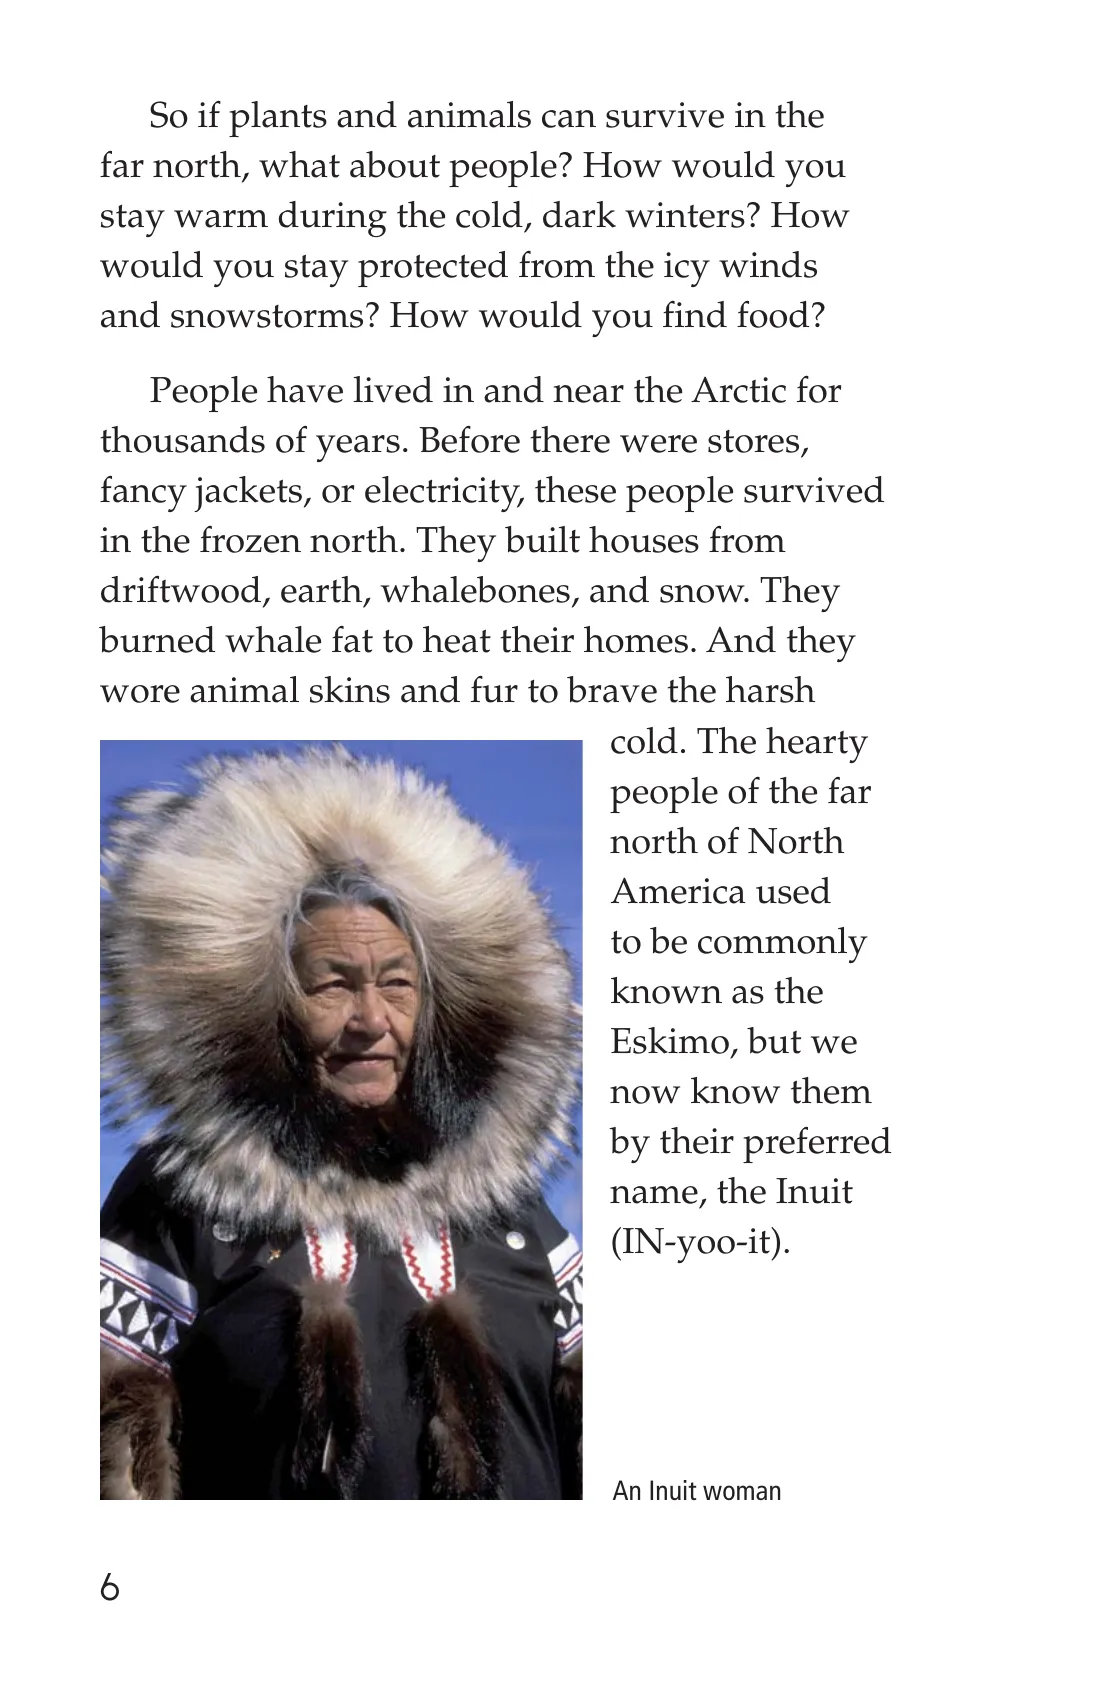 So if plants and animals can survive in the
far north, what about people? How would you
stay warm during the cold, dark winters? How
would you stay protected from the icy winds
and snowstorms? How would you find food?
People have lived in and near the Arctic for
thousands of years. Before there were stores,
fancy jackets, or electricity, these people survived
in the frozen north. They built houses from
driftwood, earth, whalebones, and snow. They
burned whale fat to heat their homes. And they
wore animal skins and fur to brave the harsh
cold. The hearty
people of the far
north of North
America used
to be commonly
known as the
Eskimo, but we
now know them
by their preferred
name, the Inuit
(IN-yoo-it).
An Inuit woman
6